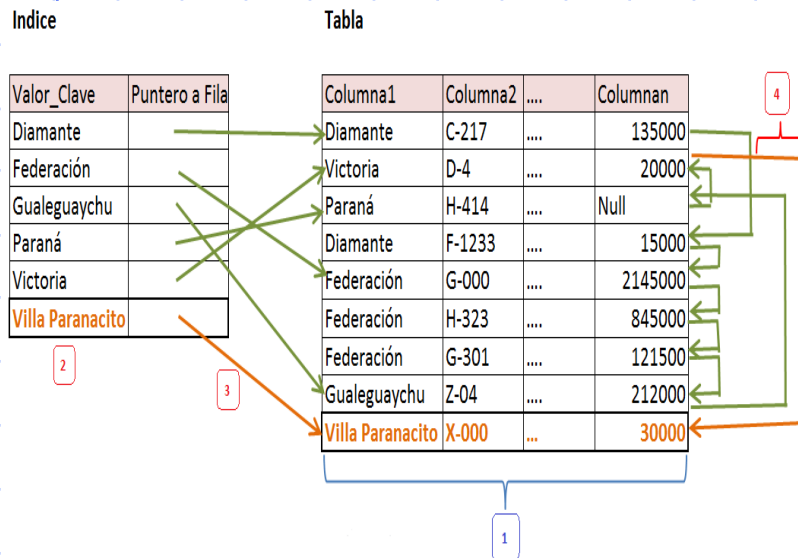 Indice
Tabla
Valor_Clave Puntero a Fila
Diamante
Federación
Gualeguaychu
Paraná
Victoria
Villa Paranacito
2
3
Columna1 Columna2 .... Columnan
Diamante C-217 .... 135000
Victoria D-4 .... 20000
Paraná H-414 .... Null
Diamante F-1233 .... 15000
Federación G-000 .... 2145000
Federación H-323 .... 845000
Federación G-301 .... 121500
Gualeguaychu Z-04 .... 212000
Villa Paranacito X-000 ... 30000
4
1